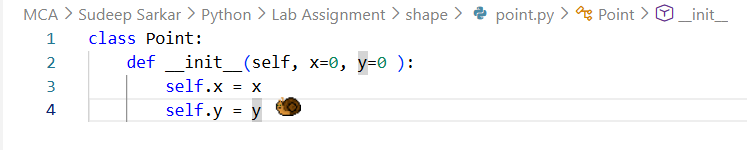 MCA > Sudeep Sarkar > Python > Lab Assignment > shape > point.py > Point > __init__
1 class Point:
2     def __init__(self, x=0, y=0 ):
3         self.x = x
4         self.y = y